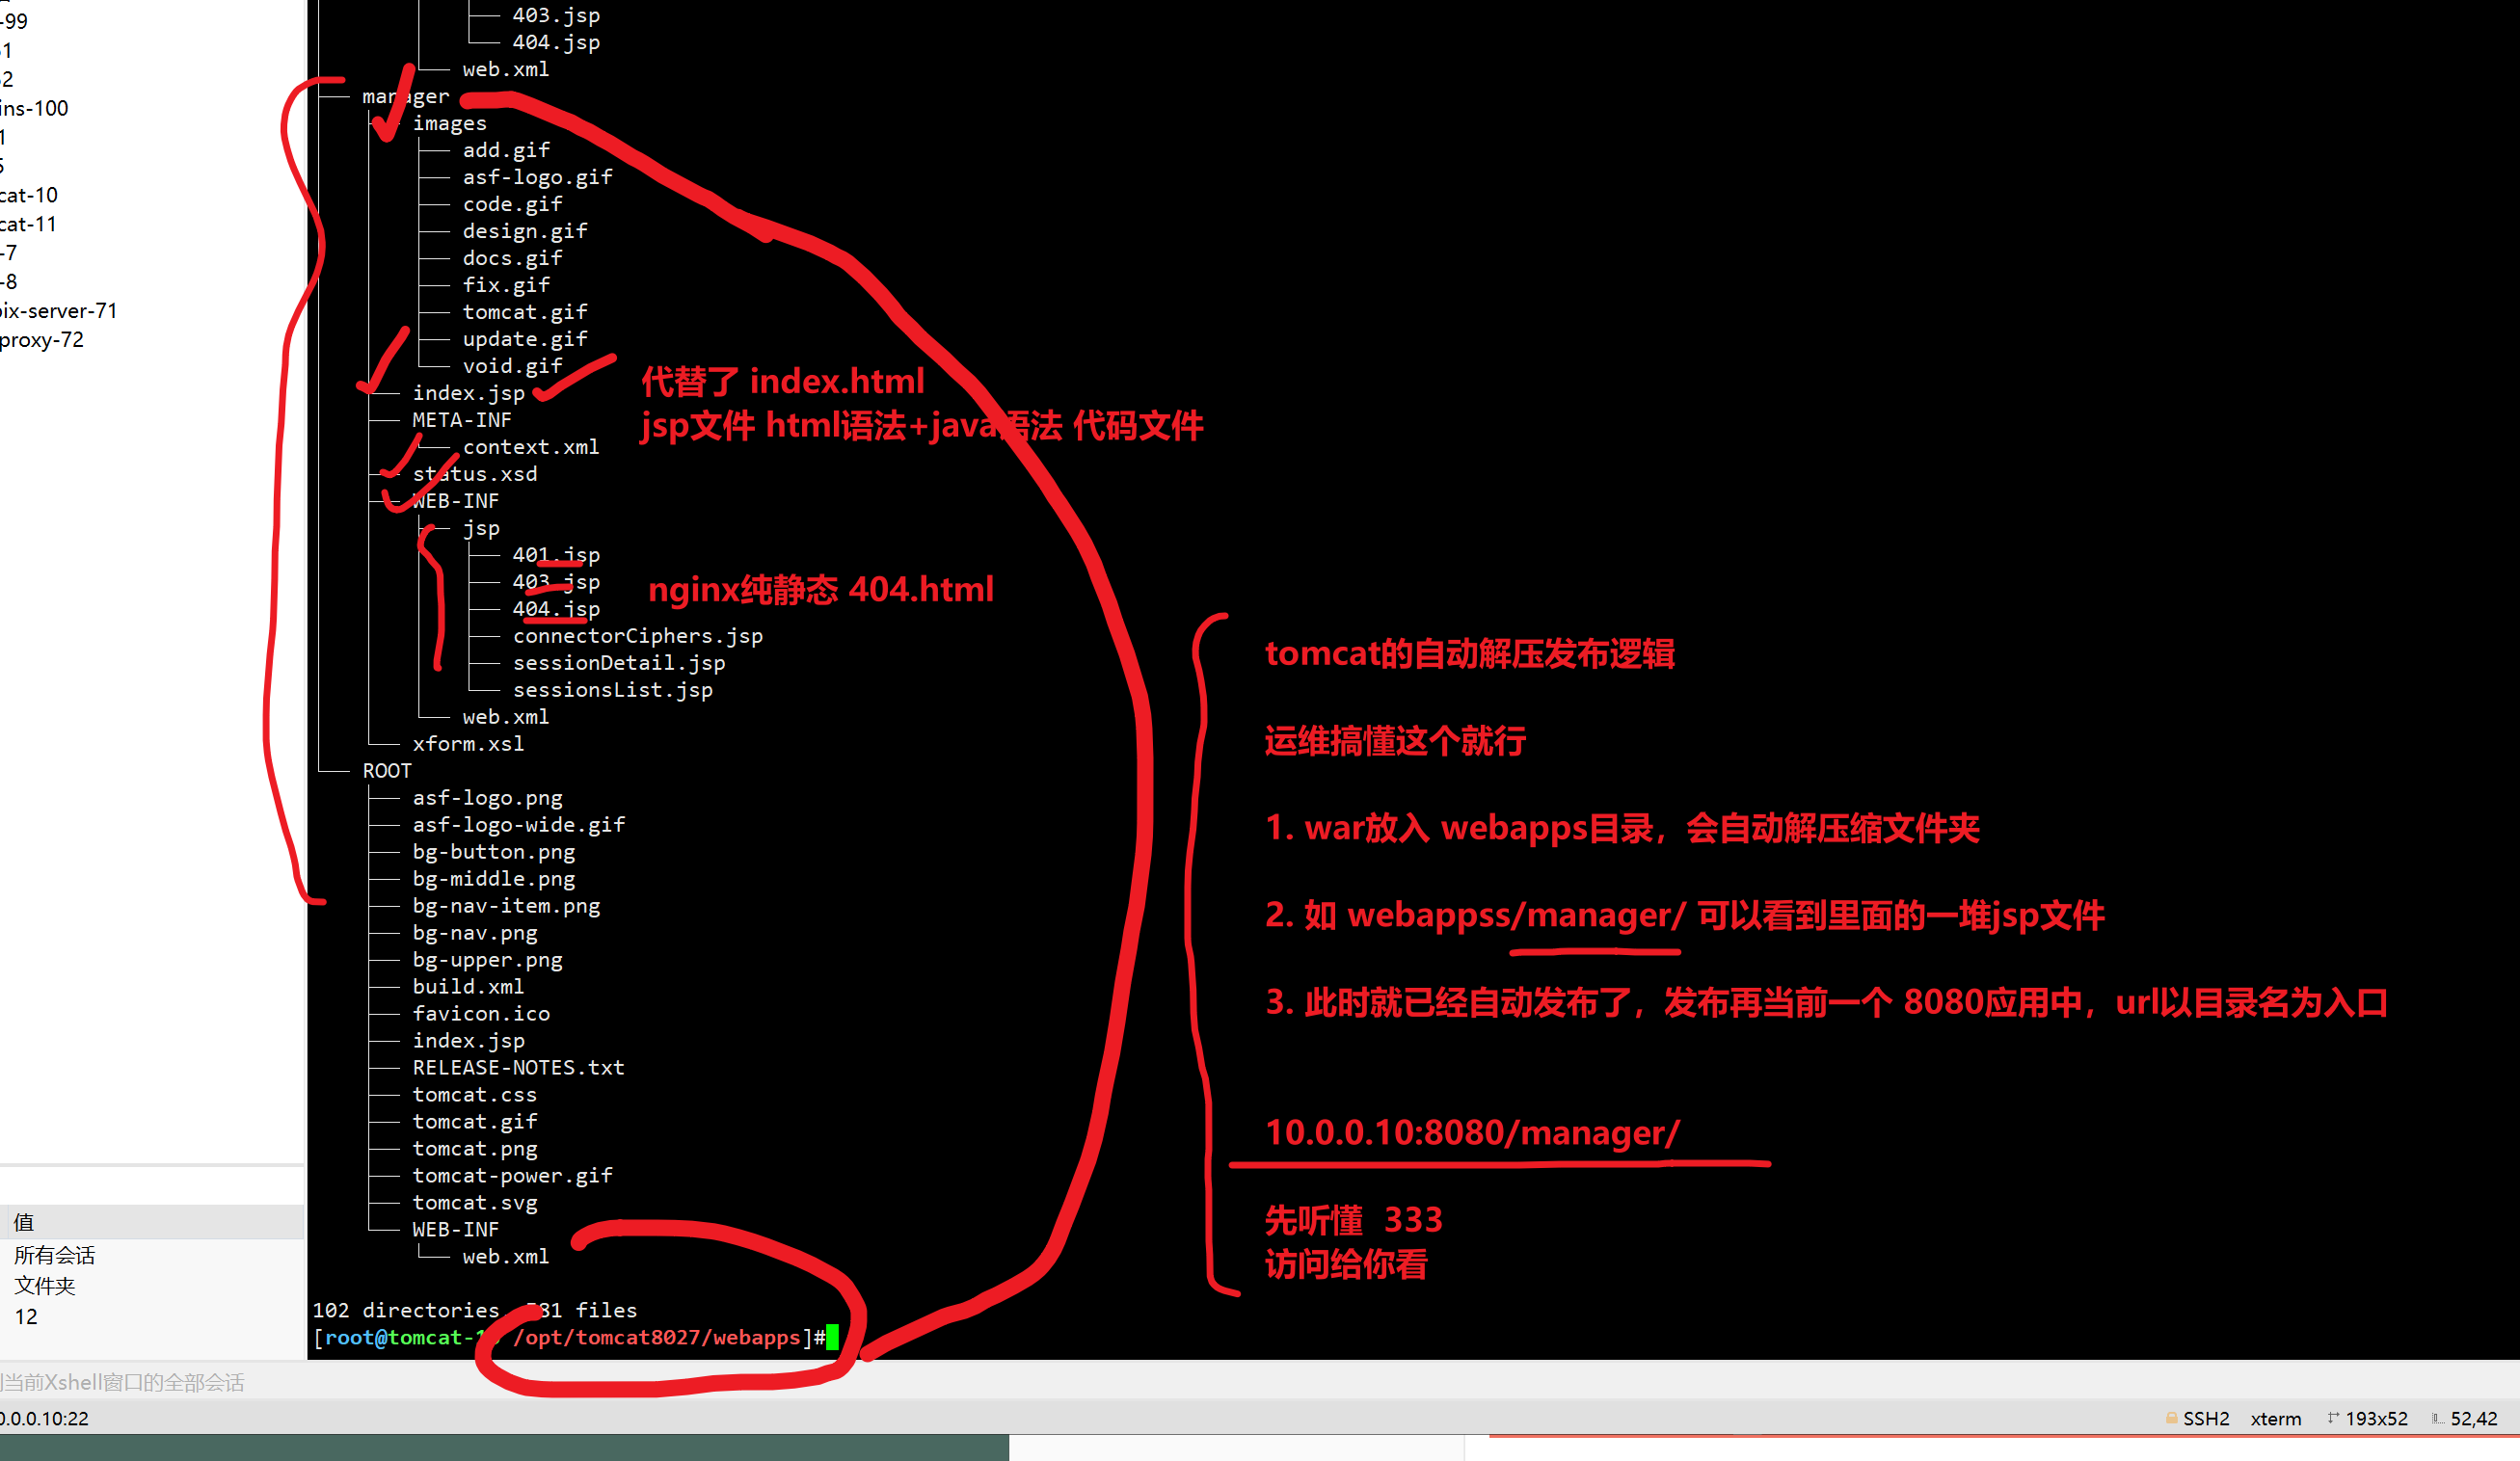 -99
51
52
ins-100
1
5
cat-10
cat-11
-7
-8
bix-server-71
proxy-72
值
所有会话
文件夹
12
403.jsp
404.jsp
web.xml
manager
images
add.gif
asf-logo.gif
code.gif
design.gif
docs.gif
fix.gif
tomcat.gif
update.gif
void.gif
index.jsp
META-INF
context.xml
status.xsd
WEB-INF
jsp
401.jsp
403.jsp
404.jsp
connectorCiphers.jsp
sessionDetail.jsp
sessionsList.jsp
web.xml
xform.xsl
ROOT
asf-logo.png
asf-logo-wide.gif
bg-button.png
bg-middle.png
bg-nav-item.png
bg-nav.png
bg-upper.png
build.xml
favicon.ico
index.jsp
RELEASE-NOTES.txt
tomcat.css
tomcat.gif
tomcat.png
tomcat-power.gif
tomcat.svg
WEB-INF
web.xml
102 directories, 581 files
[root@tomcat-10 /opt/tomcat8027/webapps]#
代替了 index.html
jsp文件 html语法+java语法 代码文件
nginx纯静态 404.html
tomcat的自动解压发布逻辑
运维搞懂这个就行
1. war放入 webapps目录，会自动解压缩文件夹
2. 如 webappss/manager/ 可以看到里面的一堆jsp文件
3. 此时就已经自动发布了，发布再当前一个 8080应用中，url以目录名为入口
10.0.0.10:8080/manager/
先听懂 333
访问给你看
当前Xshell窗口的全部会话
0.0.0.10:22
SSH2 xterm 193x52 52,42